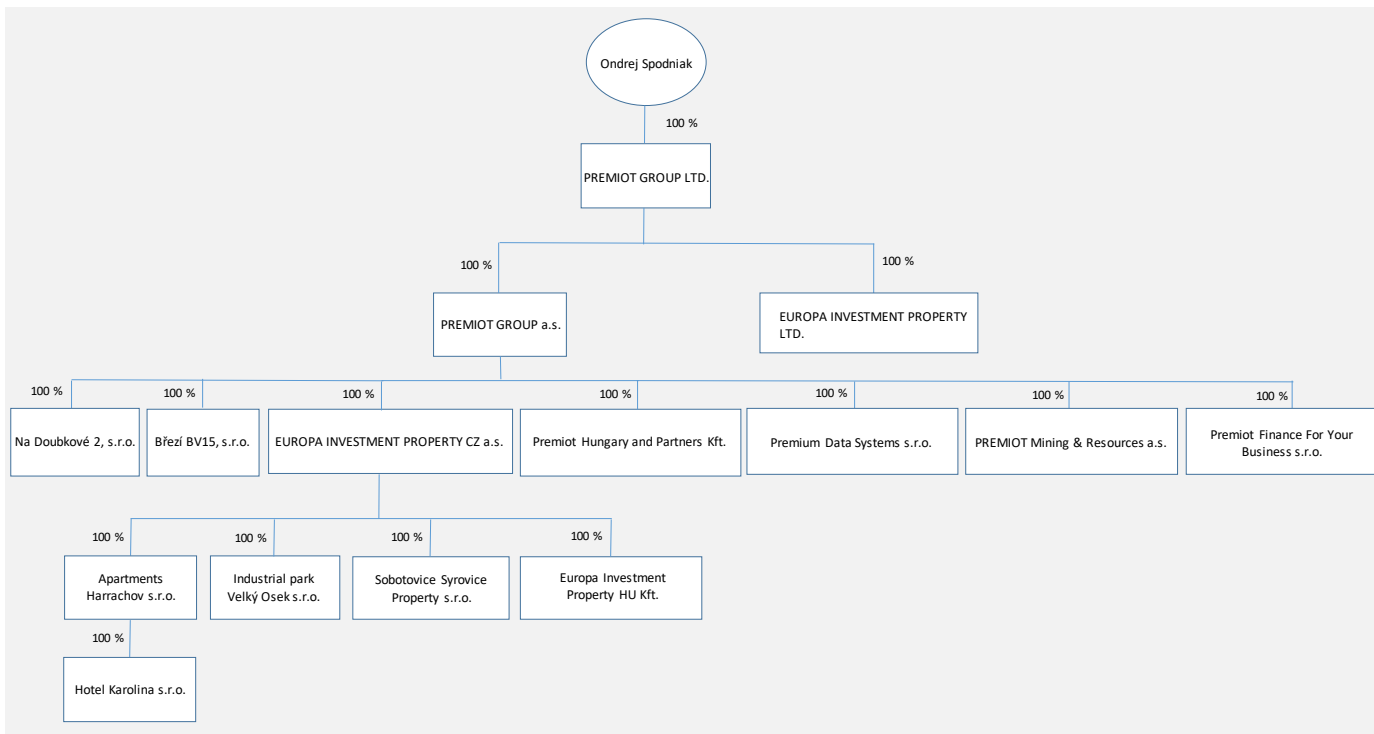 Ondrej Spodniak
100 %
PREMIOT GROUP LTD.
100 %
100 %
PREMIOT GROUP a.s.
EUROPA INVESTMENT PROPERTY
LTD.
100 %
100 %
100 %
100 %
100 %
100 %
100 %
Na Doubkové 2, s.r.o.
Březí BV15, s.r.o.
EUROPA INVESTMENT PROPERTY CZ a.s.
Premiot Hungary and Partners Kft.
Premium Data Systems s.r.o.
PREMIOT Mining & Resources a.s.
Premiot Finance For Your
Business s.r.o.
100 %
100 %
100 %
100 %
Apartments
Harrachov s.r.o.
Industrial park
Velký Osek s.r.o.
Sobotovice Syrovice
Property s.r.o.
Europa Investment
Property HU Kft.
100 %
Hotel Karolina s.r.o.